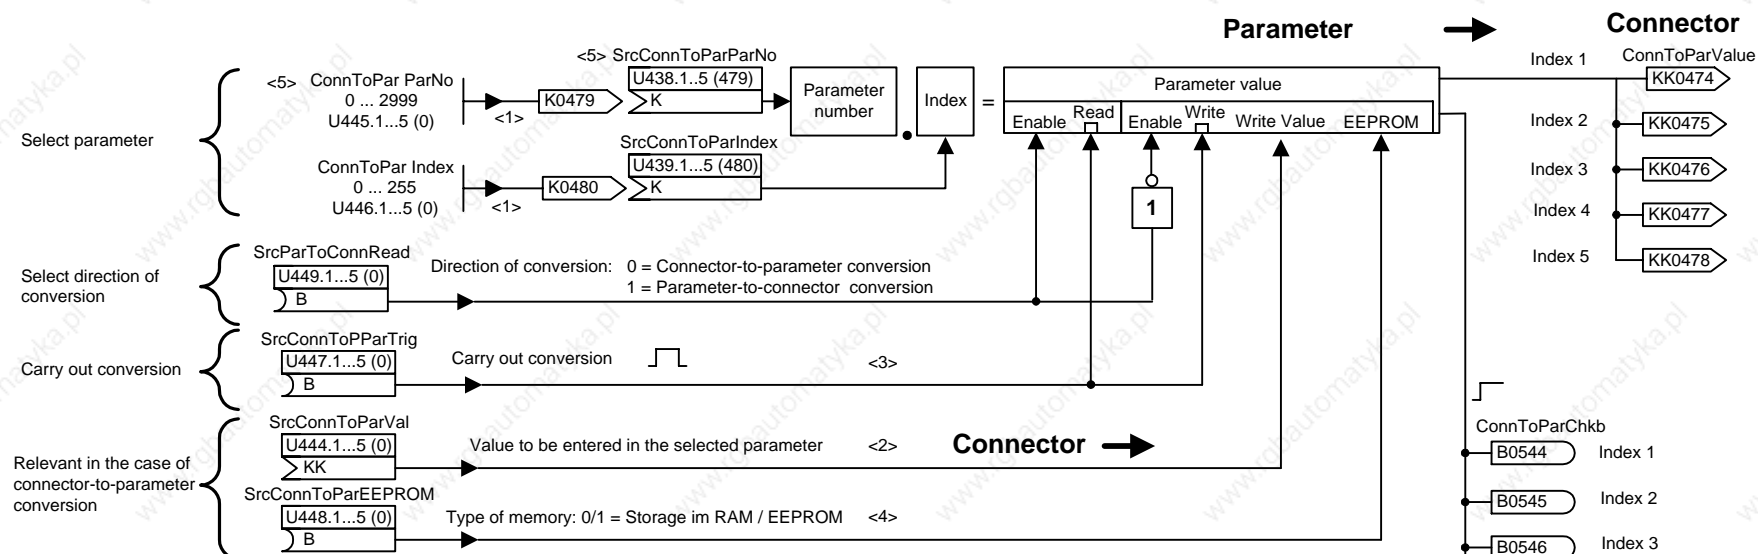 Parameter
Connector
Index 1
ConnToParValue
KK0474
Index 2
KK0475
Index 3
KK0476
Index 4
KK0477
Index 5
KK0478
Select parameter
<5>
ConnToPar ParNo
0 ... 2999
U445.1...5 (0)
<1>
K0479
<5> SrcConnToParParNo
U438.1..5 (479)
K
Parameter
number
.
Index
=
Parameter value
Enable
Read
Enable
Write
Write Value
EEPROM
ConnToPar Index
0 ... 255
U446.1...5 (0)
<1>
K0480
SrcConnToParIndex
U439.1..5 (480)
K
1
Select direction of
conversion
SrcParToConnRead
U449.1...5 (0)
B
Direction of conversion: 0 = Connector-to-parameter conversion
1 = Parameter-to-connector conversion
Carry out conversion
SrcConnToPParTrig
U447.1...5 (0)
B
Carry out conversion
<3>
Relevant in the case of
connector-to-parameter
conversion
SrcConnToParVal
U444.1..5 (0)
KK
Value to be entered in the selected parameter
<2>
Connector
SrcConnToParEEPROM
U448.1...5 (0)
B
Type of memory: 0/1 = Storage im RAM / EEPROM
<4>
ConnToParChkb
B0544
Index 1
B0545
Index 2
B0546
Index 3
www.rgbautomatyka.pl